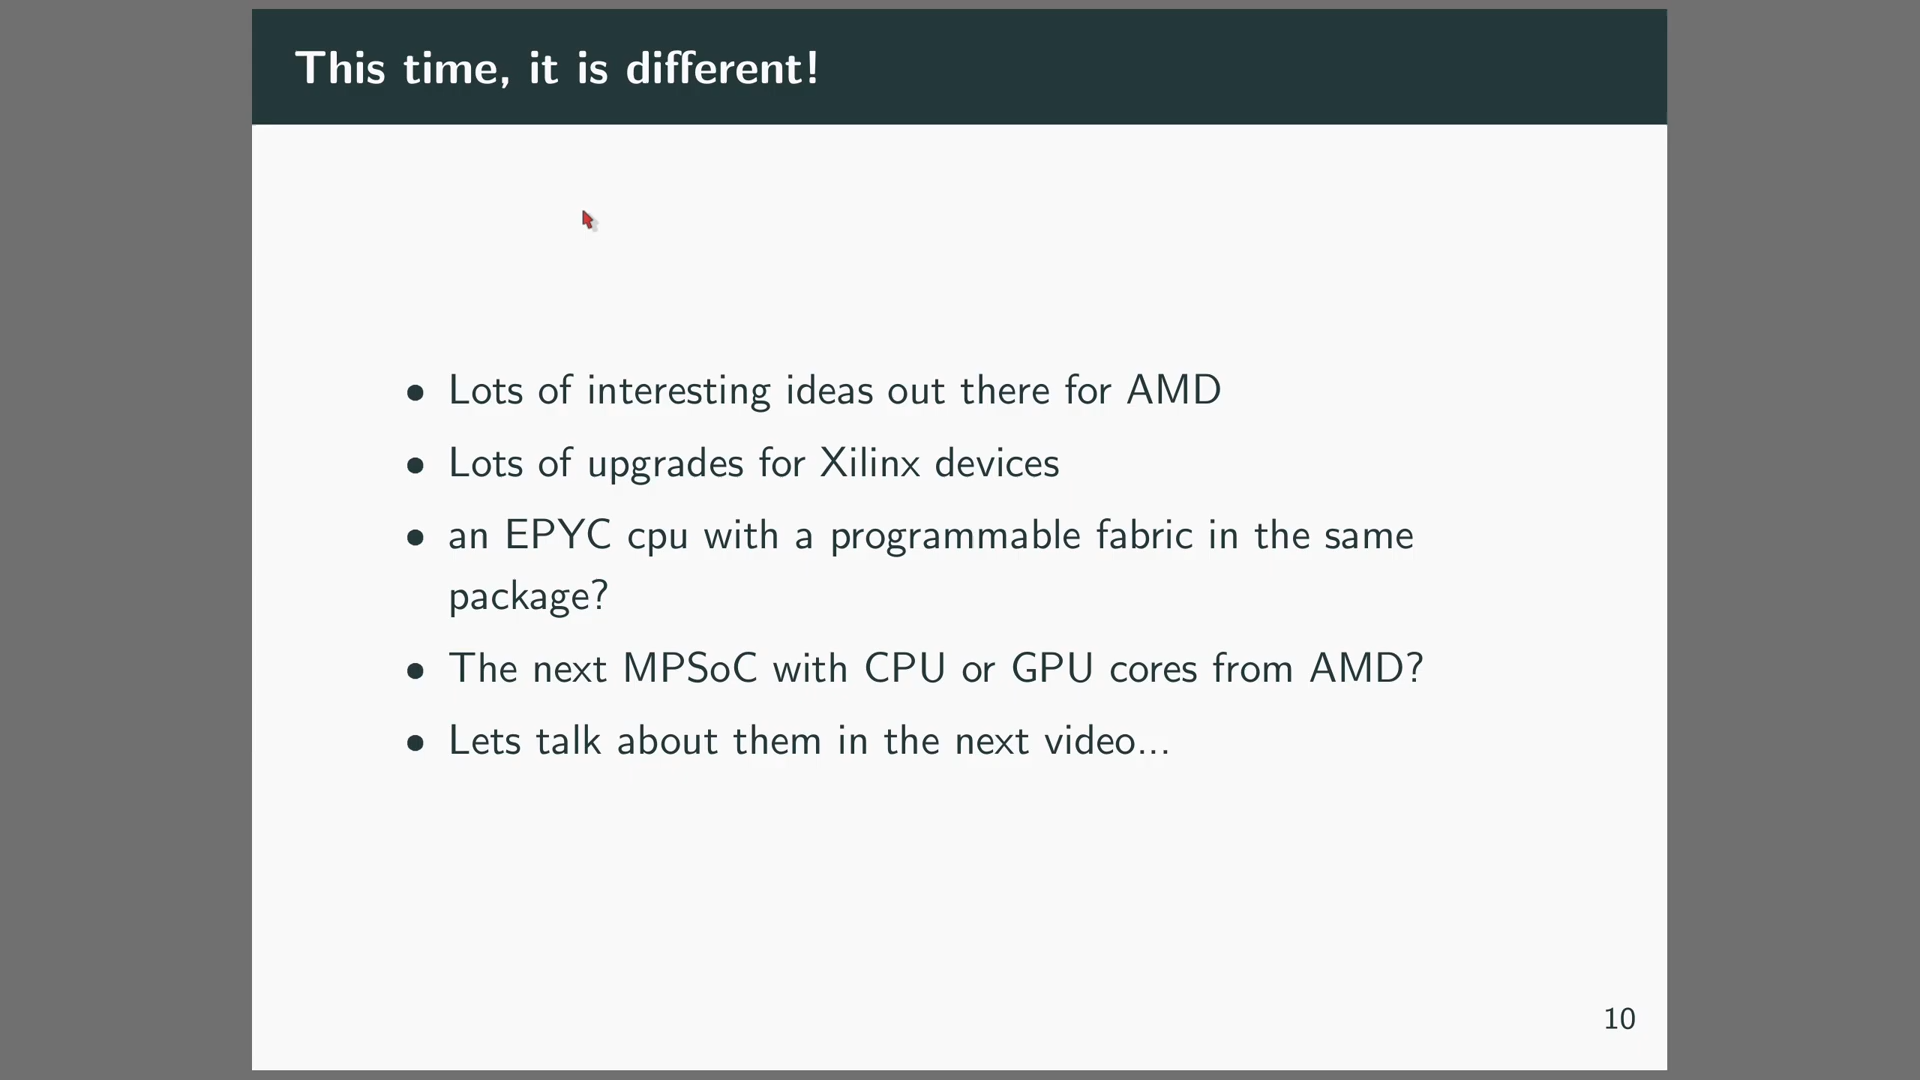 This time, it is different!
• Lots of interesting ideas out there for AMD
• Lots of upgrades for Xilinx devices
• an EPYC cpu with a programmable fabric in the same
package?
• The next MPSoC with CPU or GPU cores from AMD?
• Lets talk about them in the next video...
10